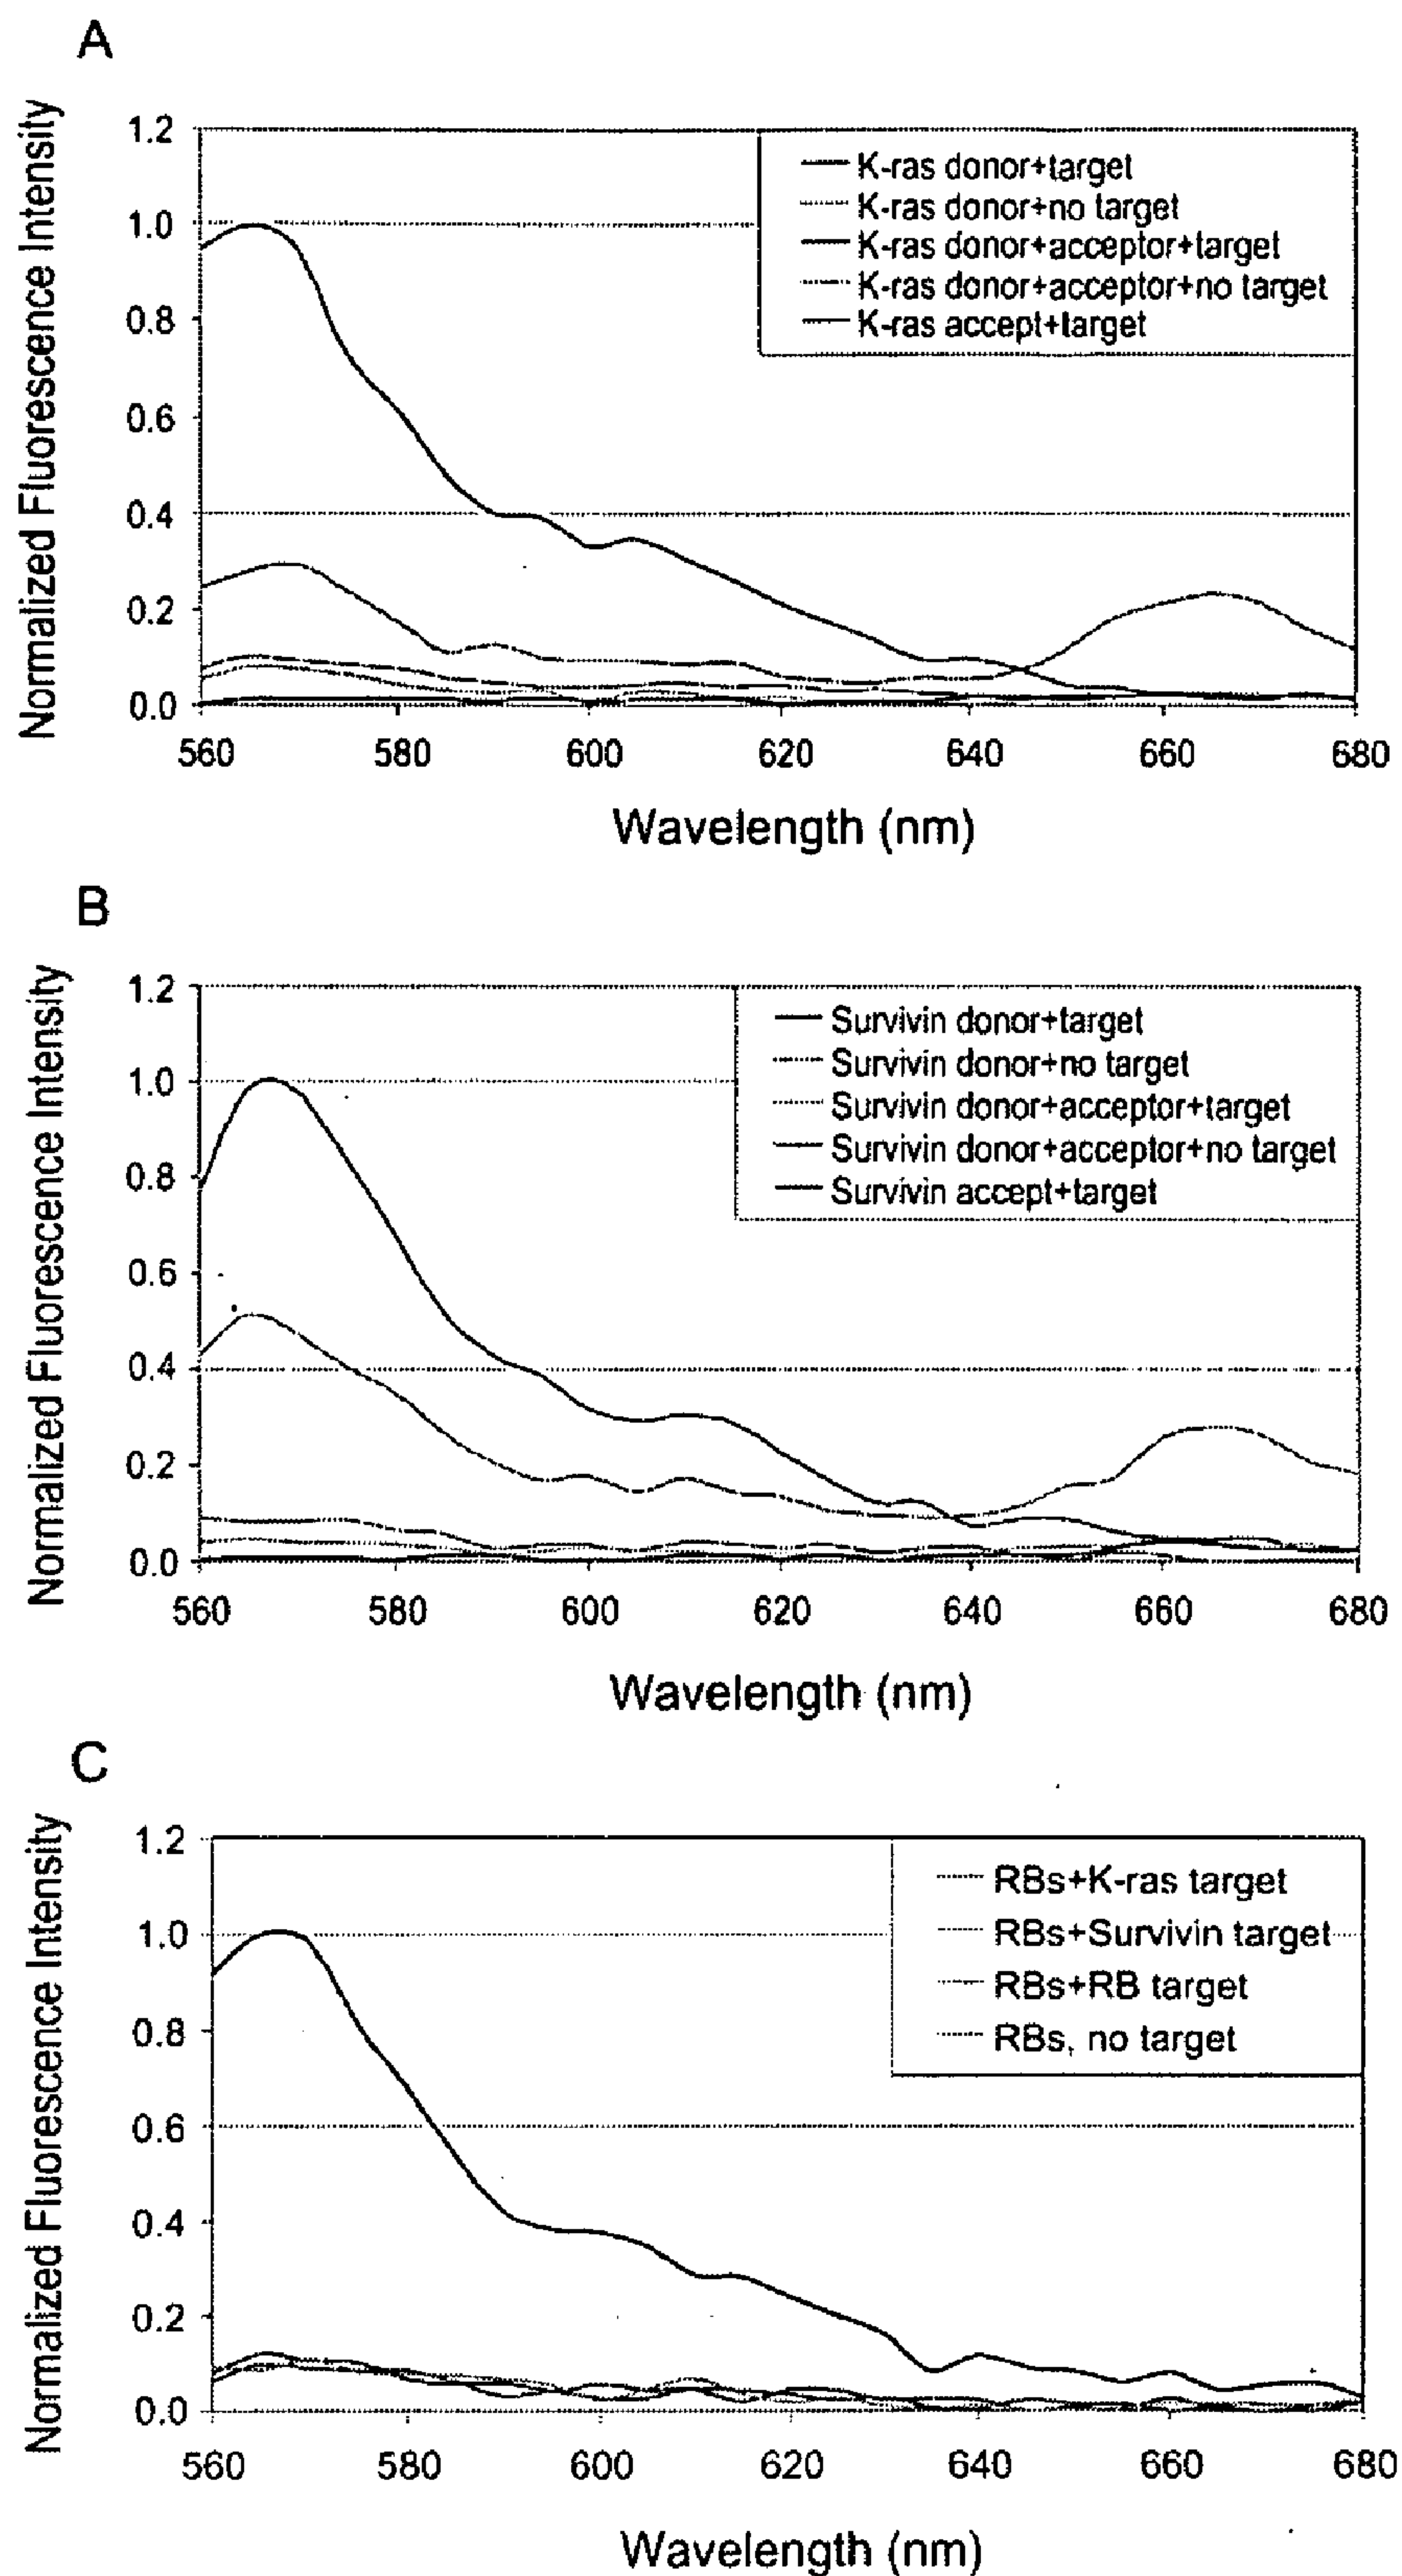 A
Normalized Fluorescence Intensity
1.2
1.0
0.8
0.6
0.4
0.2
0.0
K-ras donor+target
K-ras donor+no target
K-ras donor+acceptor+target
K-ras donor+acceptor+no target
K-ras accept+target
560 580 600 620 640 660 680
Wavelength (nm)
B
Normalized Fluorescence Intensity
1.2
1.0
0.8
0.6
0.4
0.2
0.0
Survivin donor+target
Survivin donor+no target
Survivin donor+acceptor+target
Survivin donor+acceptor+no target
Survivin accept+target
560 580 600 620 640 660 680
Wavelength (nm)
C
Normalized Fluorescence Intensity
1.2
1.0
0.8
0.6
0.4
0.2
0.0
RBs+K-ras target
RBs+Survivin target
RBs+RB target
RBs, no target
560 580 600 620 640 660 680
Wavelength (nm)